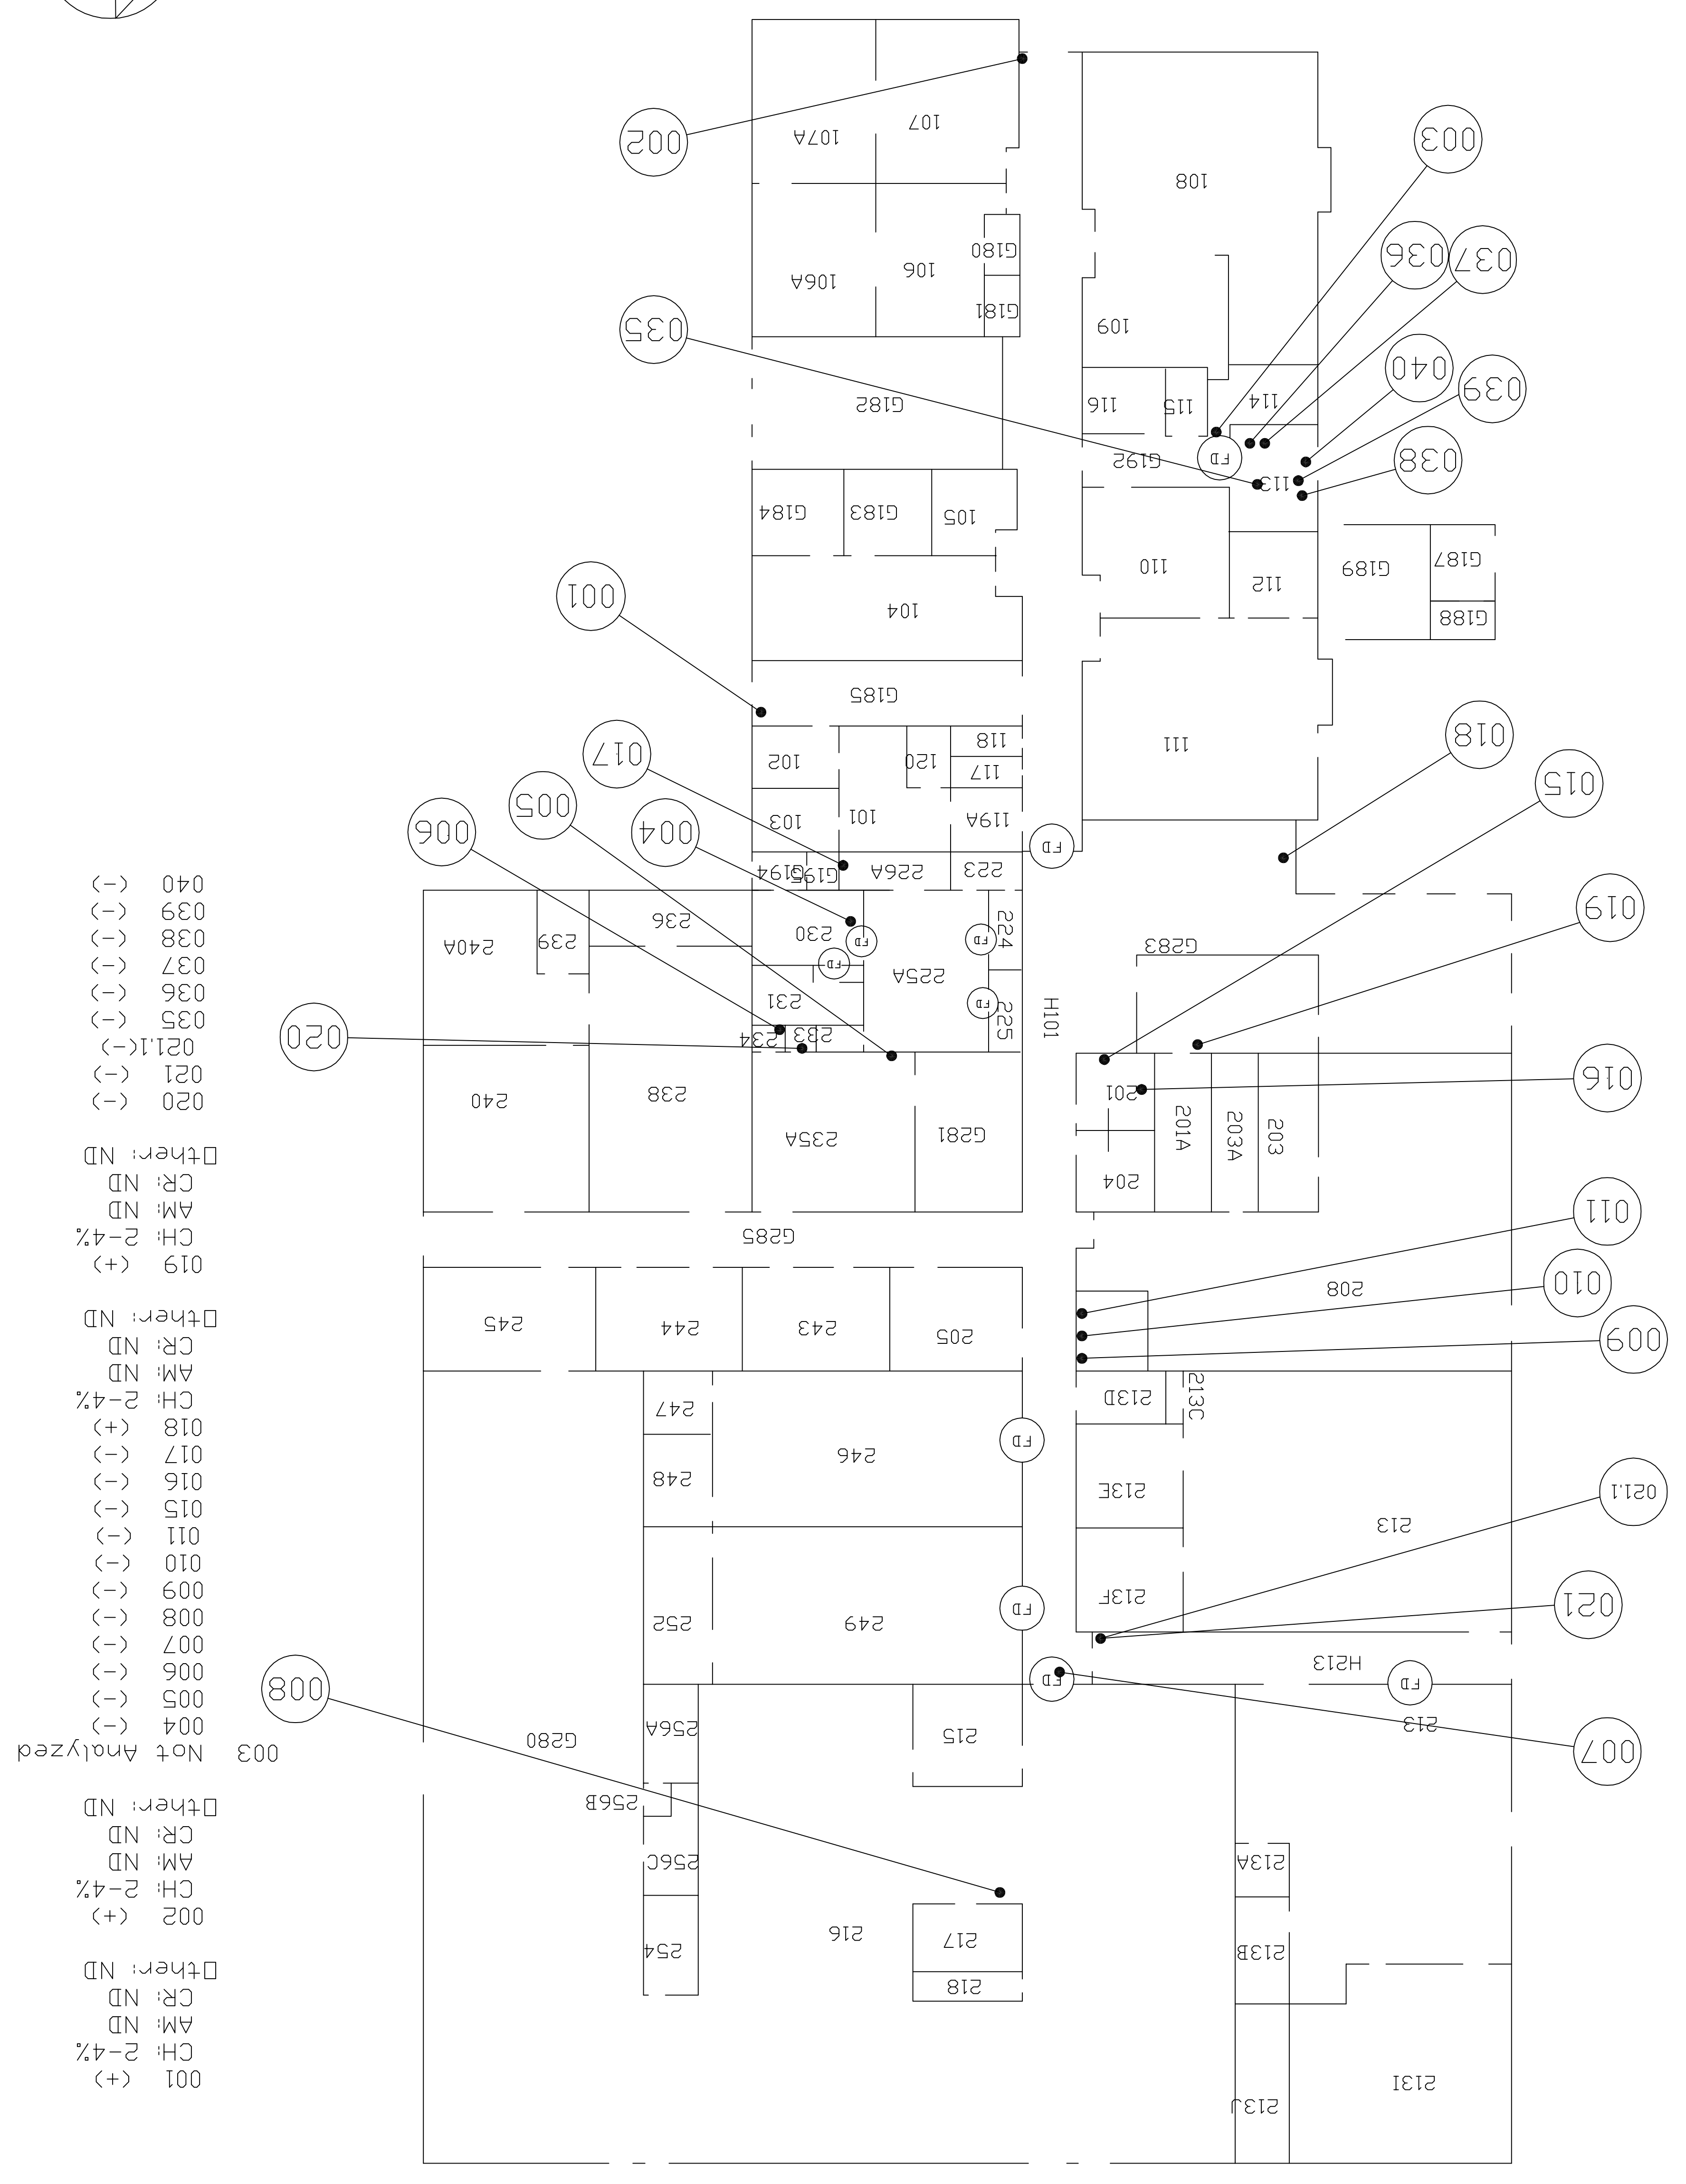 213I
213J
218
217
216
254
213B
213A
256C
256B
G280
215
256A
213
007
008
FD
FD
H213
021
213F
249
252
FD
213
213E
021.1
246
248
FD
213D
213C
247
009
010
011
208
205
243
244
245
G285
204
203
203A
201A
201
016
G281
235A
238
240
020
H101
015
019
G283
225
224
225A
FD
FD
FD
FD
230
231
233
234
236
239
240A
223
226A
G195
G194
004
005
006
017
018
FD
119A
101
103
117
118
120
102
111
G185
001
104
G188
G187
G189
112
110
105
G183
G184
038
039
040
113
FD
G192
114
115
116
G182
035
037
036
003
109
G181
G180
106
106A
108
107
107A
002
001 (+)
CH: 2-4%
AM: ND
CR: ND
Other: ND
002 (+)
CH: 2-4%
AM: ND
CR: ND
Other: ND
003 Not Analyzed
004 (-)
005 (-)
006 (-)
007 (-)
008 (-)
009 (-)
010 (-)
011 (-)
015 (-)
016 (-)
017 (-)
018 (+)
CH: 2-4%
AM: ND
CR: ND
Other: ND
019 (+)
CH: 2-4%
AM: ND
CR: ND
Other: ND
020 (-)
021 (-)
021.1(-)
035 (-)
036 (-)
037 (-)
038 (-)
039 (-)
040 (-)